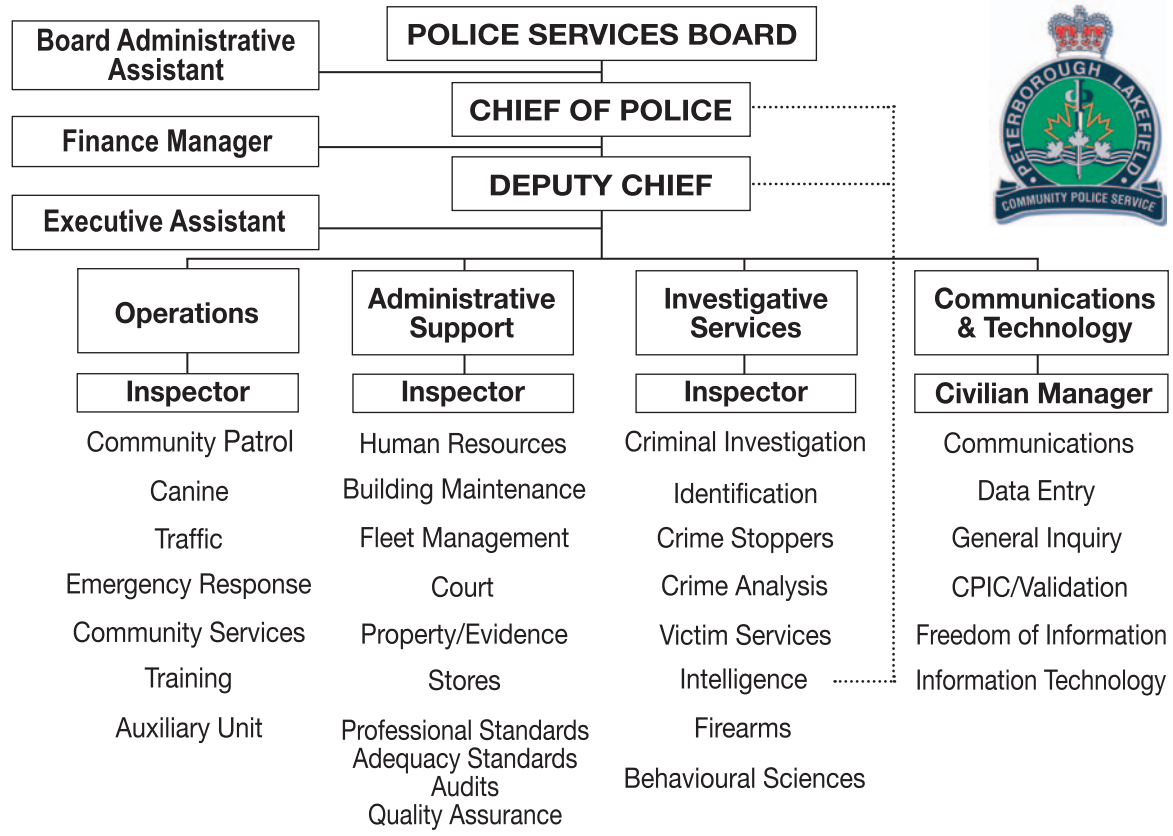 POLICE SERVICES BOARD
Board Administrative
Assistant
CHIEF OF POLICE
Finance Manager
DEPUTY CHIEF
Executive Assistant
PETERBOROUGH LAKEFIELD
COMMUNITY POLICE SERVICE
Operations
Inspector
Community Patrol
Canine
Traffic
Emergency Response
Community Services
Training
Auxiliary Unit
Administrative
Support
Inspector
Human Resources
Building Maintenance
Fleet Management
Court
Property/Evidence
Stores
Professional Standards
Adequacy Standards
Audits
Quality Assurance
Investigative
Services
Inspector
Criminal Investigation
Identification
Crime Stoppers
Crime Analysis
Victim Services
Intelligence
Firearms
Behavioural Sciences
Communications
& Technology
Civilian Manager
Communications
Data Entry
General Inquiry
CPIC/Validation
Freedom of Information
Information Technology